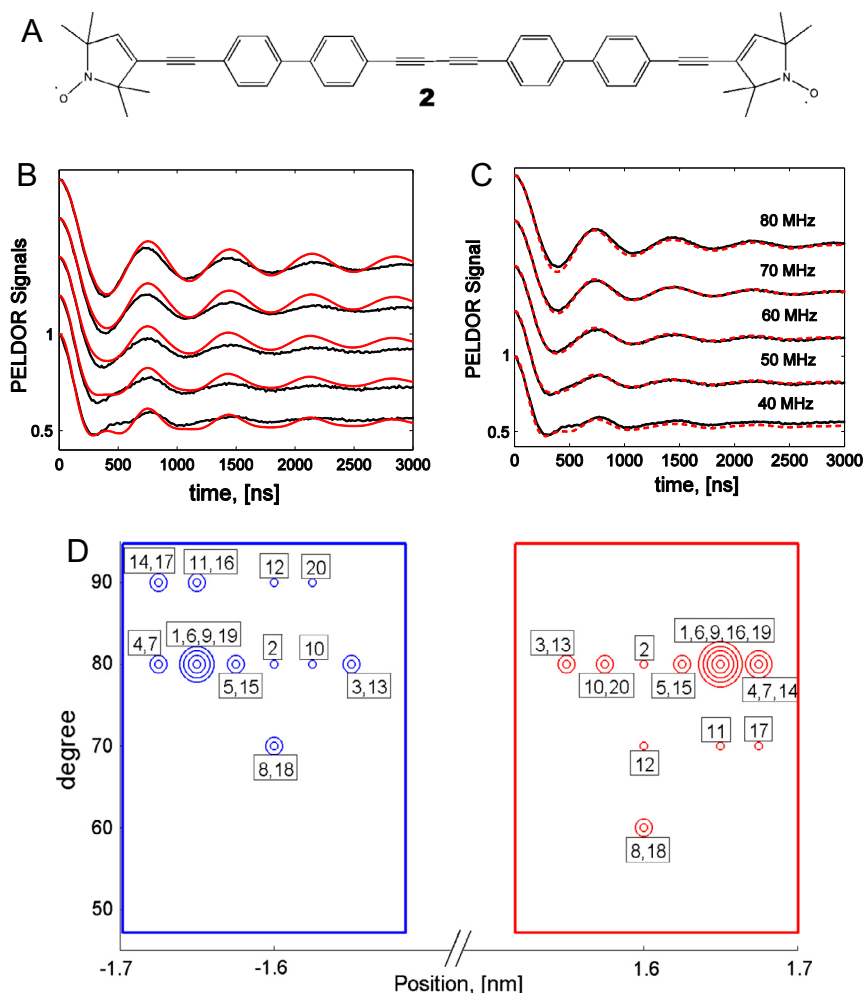 A
N
O
N
O
2
B
PELDOR Signals
1
0.5
0 500 1000 1500 2000 2500 3000
time, [ns]
C
PELDOR Signal
80 MHz
70 MHz
60 MHz
50 MHz
40 MHz
1
0.5
0 500 1000 1500 2000 2500 3000
time, [ns]
D
degree
90
80
70
60
50
14,17 11,16 12 20
4,7 1,6,9,19 2 10
5,15 3,13
8,18
3,13 2 1,6,9,16,19
10,20 5,15 4,7,14
11 17
12
8,18
-1.7 -1.6 1.6 1.7
Position, [nm]